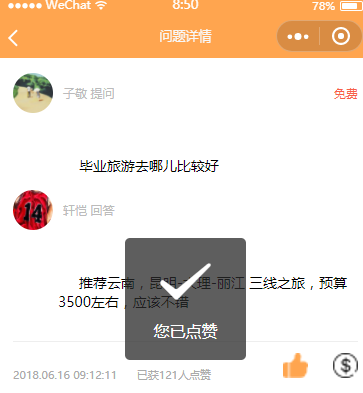 WeChat 8:50 78%
问题详情
子敬 提问 免费
毕业旅游去哪儿比较好
14
轩恺 回答
推荐云南，昆明-大理-丽江 三线之旅，预算
3500左右，应该不错
您已点赞
2018.06.16 09:12:11 已获121人点赞
$